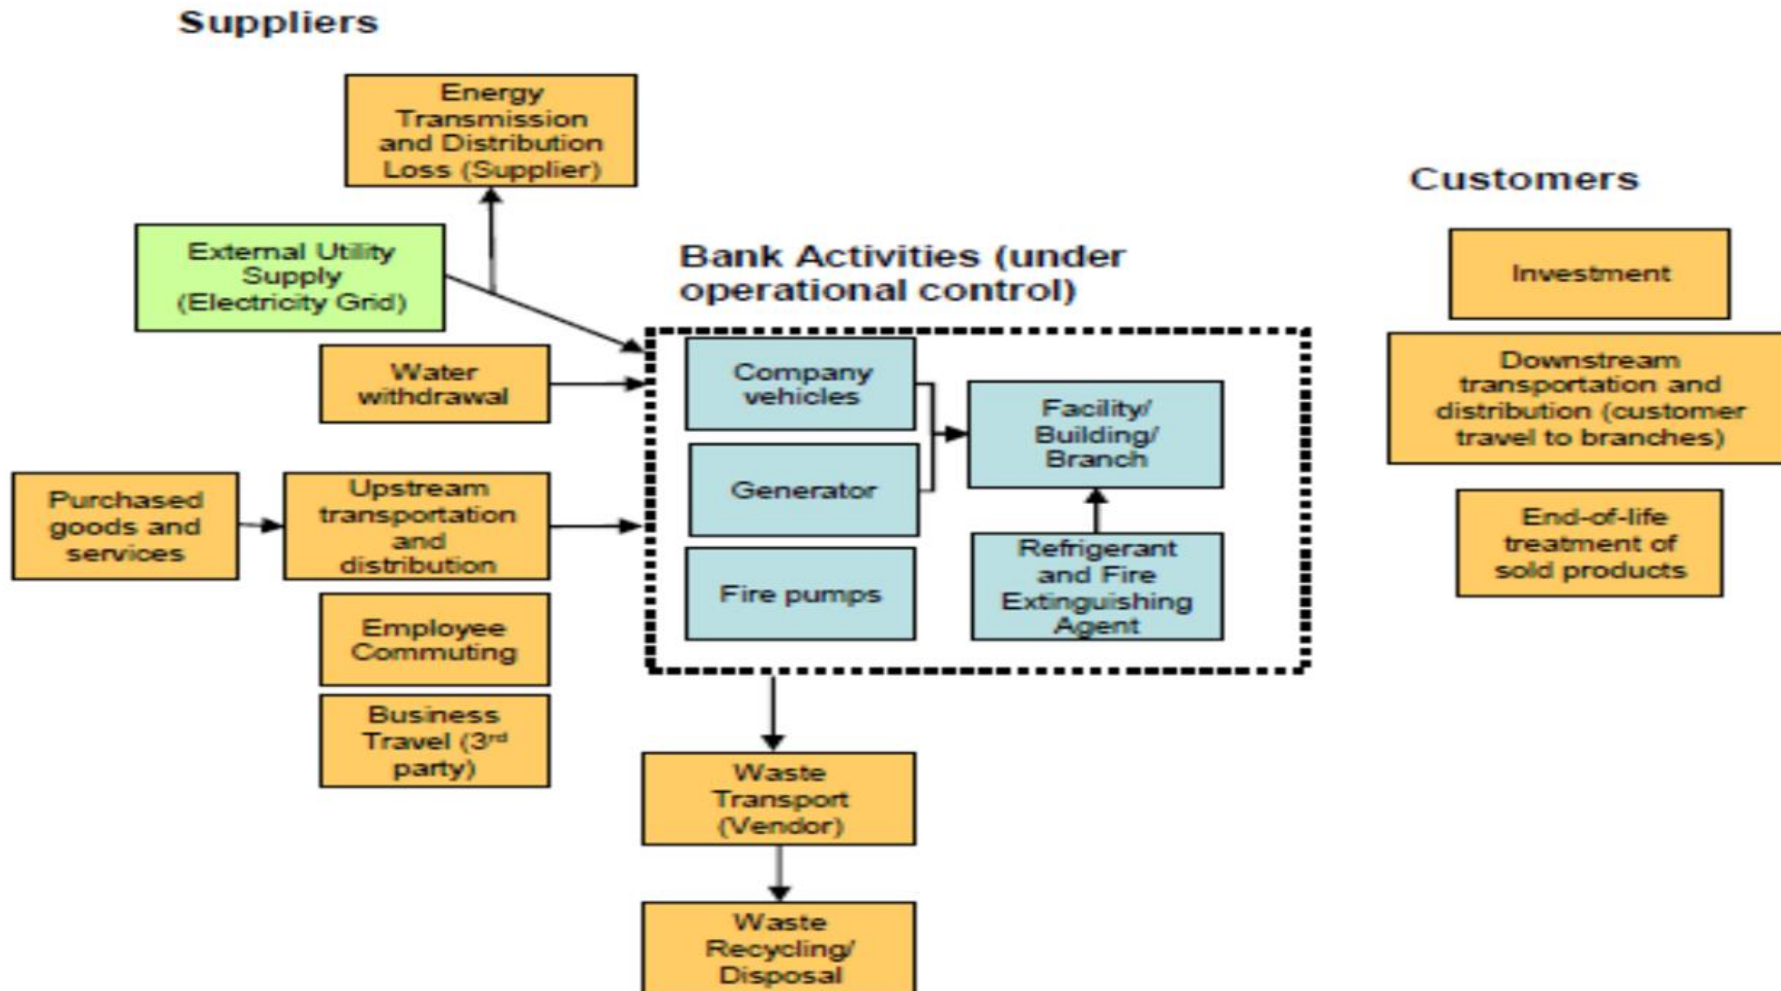 Suppliers
Energy
Transmission
and Distribution
Loss (Supplier)
Customers
External Utility
Supply
(Electricity Grid)
Bank Activities (under
operational control)
Investment
Water
withdrawal
Company
vehicles
Facility/
Building/
Branch
Downstream
transportation and
distribution (customer
travel to branches)
Purchased
goods and
services
Upstream
transportation
and
distribution
Generator
Fire pumps
Refrigerant
and Fire
Extinguishing
Agent
End-of-life
treatment of
sold products
Employee
Commuting
Business
Travel (3rd
party)
Waste
Transport
(Vendor)
Waste
Recycling/
Disposal